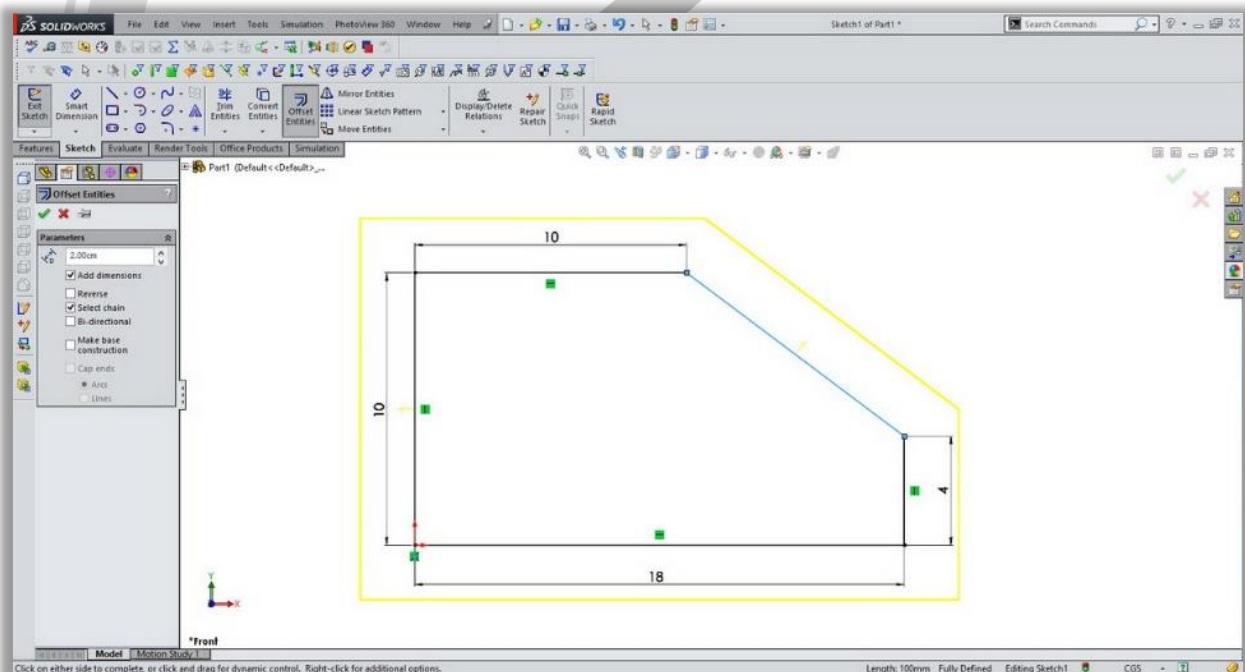 SOLIDWORKS File Edit View Insert Tools Simulation PhotoView 360 Window Help Sketch1 of Part1 * Search Commands
Exit Sketch
Smart Dimension
Trim Entities
Convert Entities
Offset Entities
Mirror Entities
Linear Sketch Pattern
Move Entities
Display/Delete Relations
Repair Sketch
Quick Snaps
Rapid Sketch
Features Sketch Evaluate Render Tools Office Products Simulation
Part1 (Default<<Default>_...
Offset Entities ?
Parameters
2.00cm
Add dimensions
Reverse
Select chain
Bi-directional
Make base construction
Cap ends
Arcs
Lines
10
10
4
18
Y
X
*Front
Model Motion Study 1
Click on either side to complete, or click and drag for dynamic control. Right-click for additional options. Length: 100mm Fully Defined Editing Sketch1 CGS